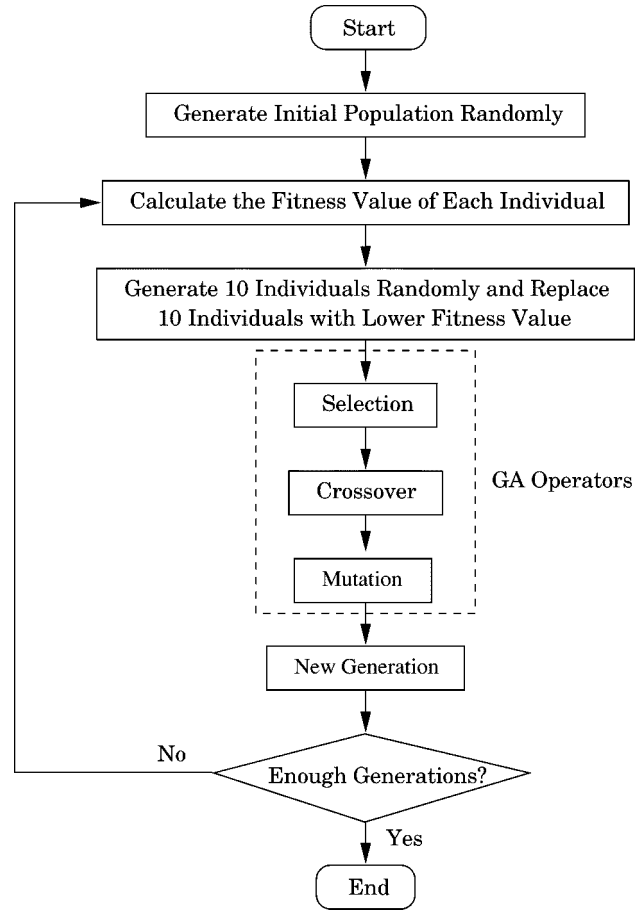 Start
Generate Initial Population Randomly
Calculate the Fitness Value of Each Individual
Generate 10 Individuals Randomly and Replace
10 Individuals with Lower Fitness Value
Selection
Crossover
GA Operators
Mutation
New Generation
No
Enough Generations?
Yes
End